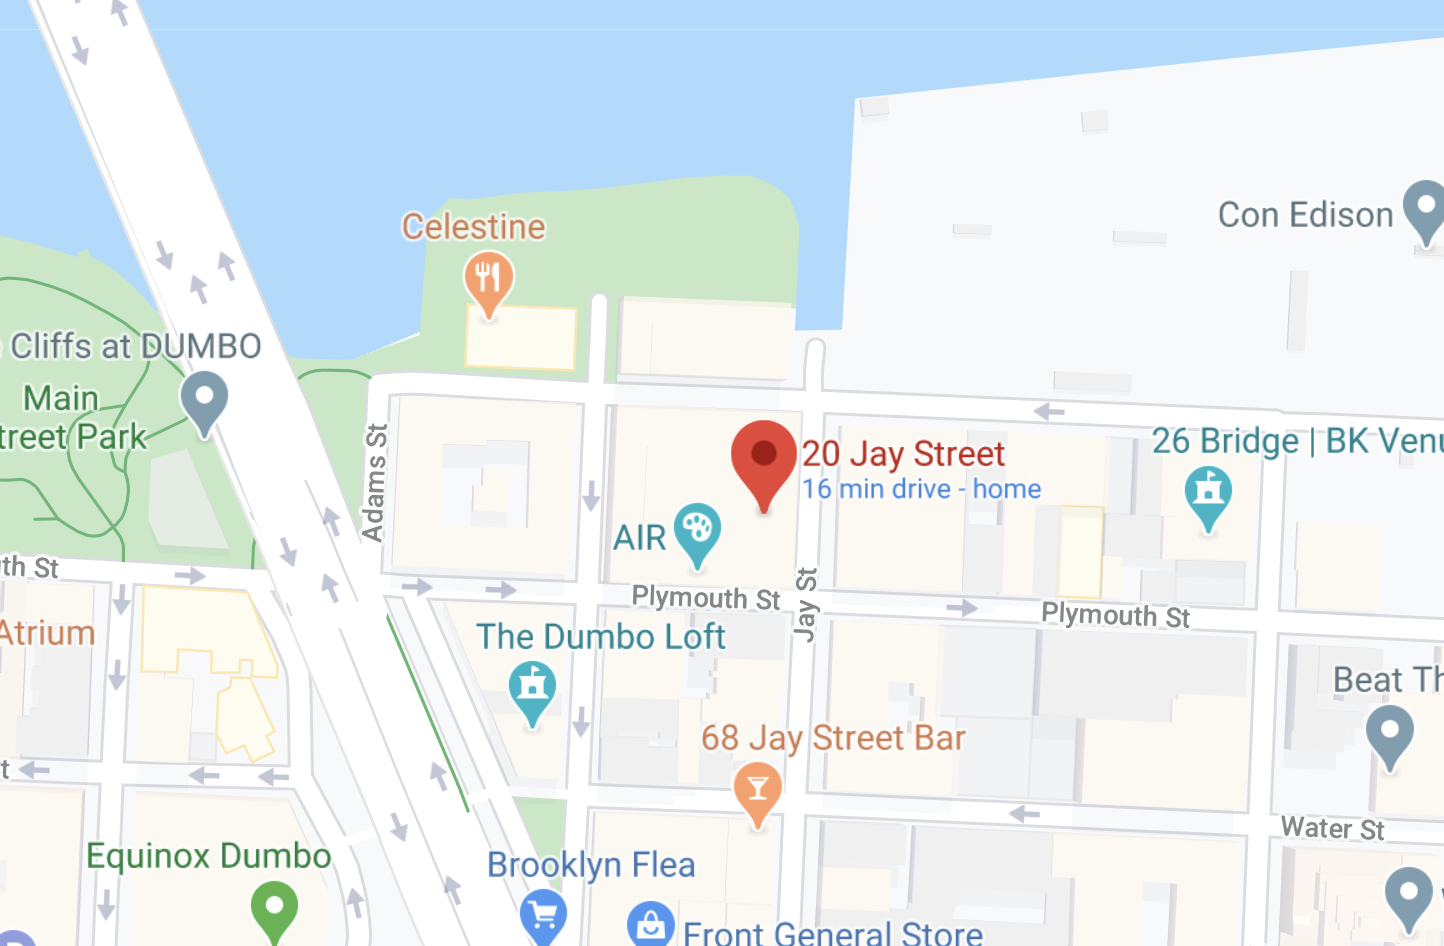 Celestine
Con Edison
Cliffs at DUMBO
Main
treet Park
Adams St
20 Jay Street
16 min drive - home
26 Bridge | BK Venu
AIR
th St
Plymouth St
Jay St
Plymouth St
Atrium
The Dumbo Loft
Beat Th
68 Jay Street Bar
t
Water St
Equinox Dumbo
Brooklyn Flea
Front General Store